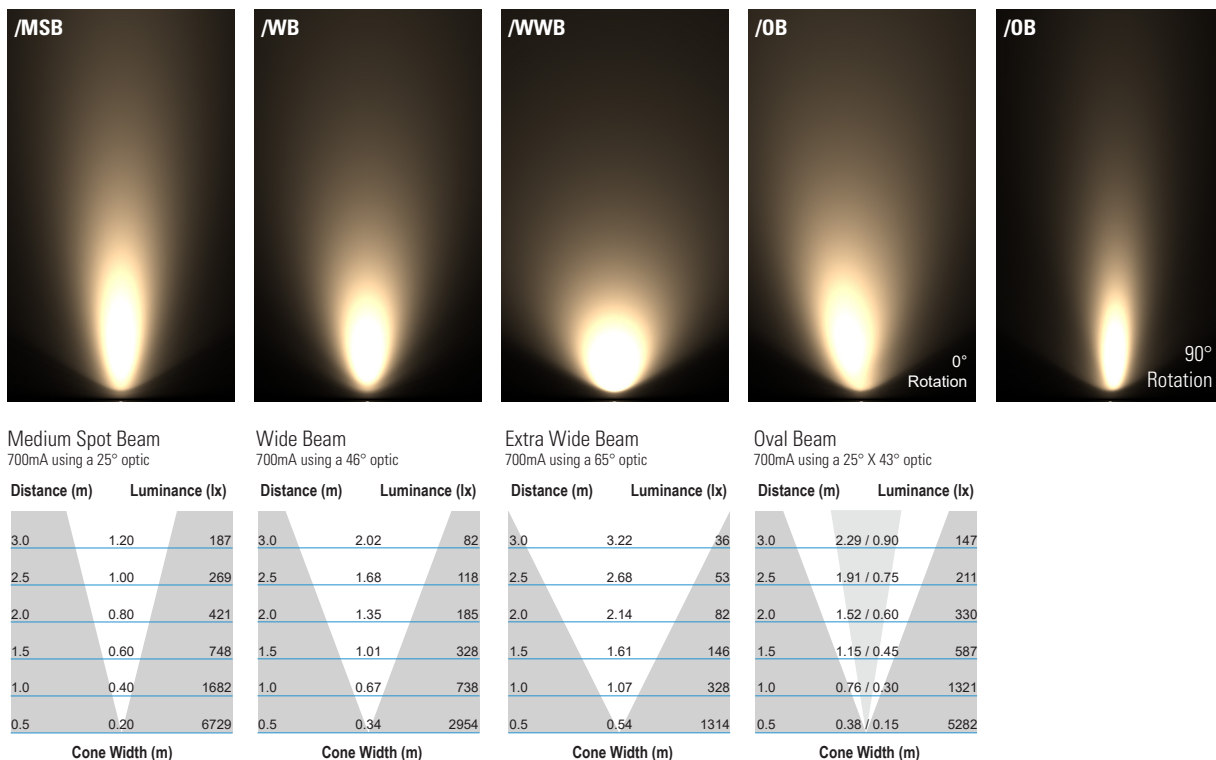 /MSB
/WB
/WWB
/OB
0°
Rotation
/OB
90°
Rotation
Medium Spot Beam
700mA using a 25° optic
Distance (m) Luminance (lx)
3.0 1.20 187
2.5 1.00 269
2.0 0.80 421
1.5 0.60 748
1.0 0.40 1682
0.5 0.20 6729
Cone Width (m)
Wide Beam
700mA using a 46° optic
Distance (m) Luminance (lx)
3.0 2.02 82
2.5 1.68 118
2.0 1.35 185
1.5 1.01 328
1.0 0.67 738
0.5 0.34 2954
Cone Width (m)
Extra Wide Beam
700mA using a 65° optic
Distance (m) Luminance (lx)
3.0 3.22 36
2.5 2.68 53
2.0 2.14 82
1.5 1.61 146
1.0 1.07 328
0.5 0.54 1314
Cone Width (m)
Oval Beam
700mA using a 25° X 43° optic
Distance (m) Luminance (lx)
3.0 2.29 / 0.90 147
2.5 1.91 / 0.75 211
2.0 1.52 / 0.60 330
1.5 1.15 / 0.45 587
1.0 0.76 / 0.30 1321
0.5 0.38 / 0.15 5282
Cone Width (m)